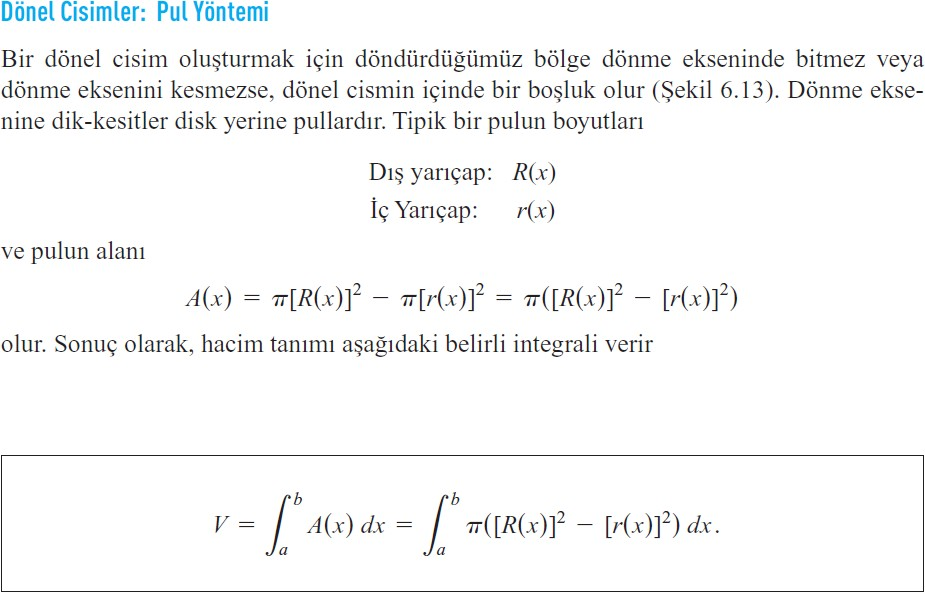 Dönel Cisimler: Pul Yöntemi
Bir dönel cisim oluşturmak için döndürdüğümüz bölge dönme ekseninde bitmez veya
dönme eksenini kesmezse, dönel cismin içinde bir boşluk olur (Şekil 6.13). Dönme ekse-
nine dik-kesitler disk yerine pullardır. Tipik bir pulun boyutları
Dış yarıçap: R(x)
İç Yarıçap: r(x)
ve pulun alanı
A(x) = π[R(x)]² − π[r(x)]² = π([R(x)]² − [r(x)]²)
olur. Sonuç olarak, hacim tanımı aşağıdaki belirli integrali verir
V = ∫ₐᵇ A(x) dx = ∫ₐᵇ π([R(x)]² − [r(x)]²) dx.